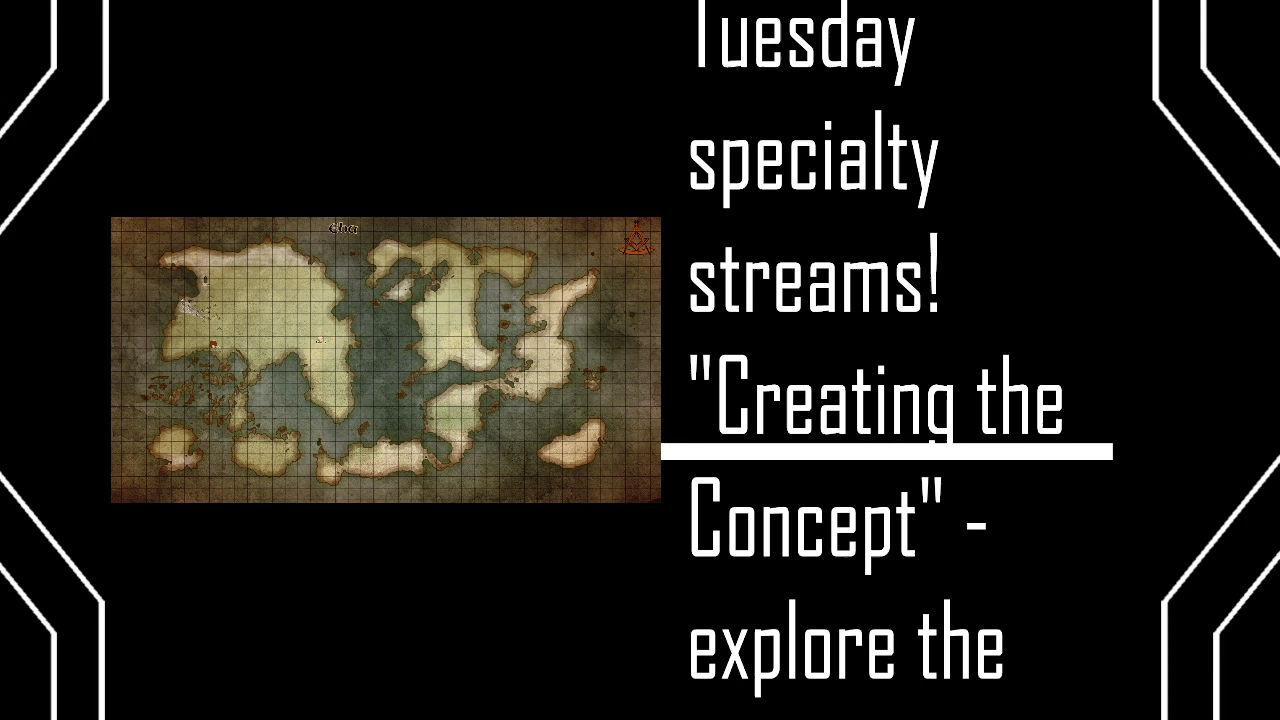 Tuesday
specialty
streams!
"Creating the
Concept" -
explore the